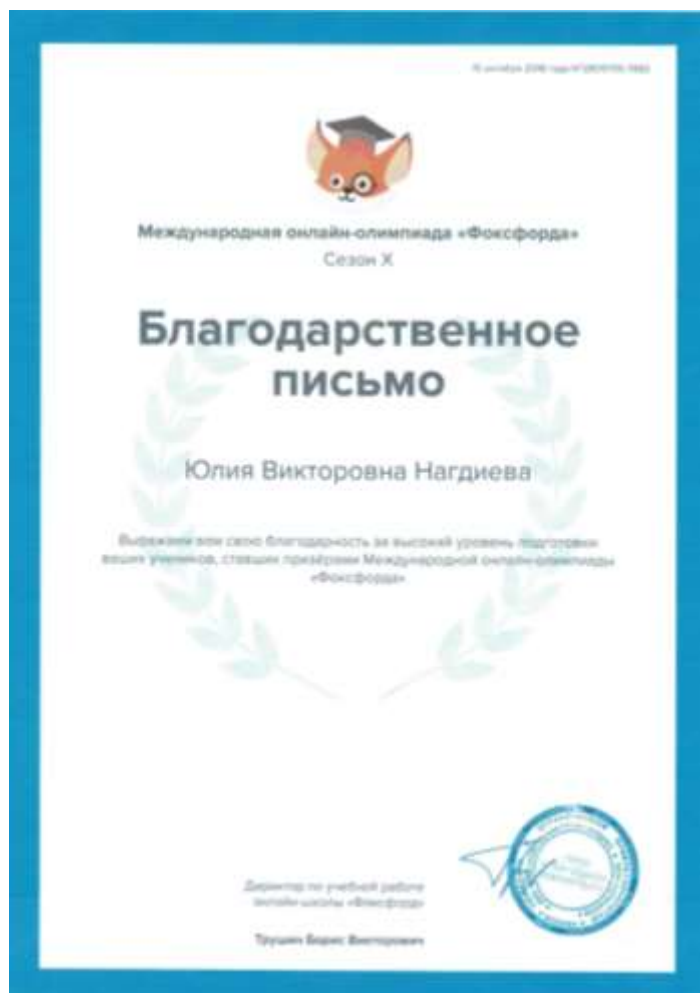 Международная онлайн-олимпиада «Фоксфорда»
Сезон X
Благодарственное
письмо
Юлия Викторовна Нагдиева
Выражаем вам свою благодарность за высокий уровень подготовки
ваших учеников, ставших призёрами Международной онлайн-олимпиады
«Фоксфорда»
Директор по учебной работе
онлайн-школы «Фоксфорд»
Трушин Борис Викторович